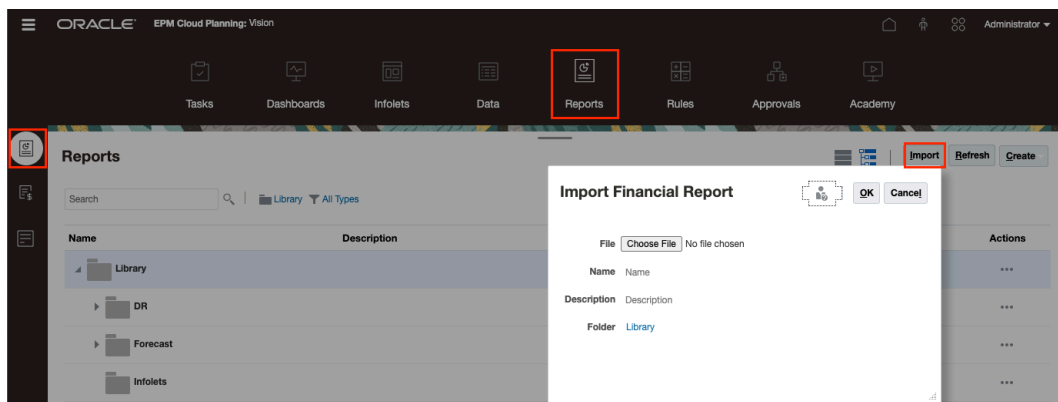 ORACLE EPM Cloud Planning: Vision Administrator
Tasks Dashboards Infolets Data Reports Rules Approvals Academy
Reports Import Refresh Create
Import Financial Report OK Cancel
Search Library All Types
Name Description Actions
File Choose File No file chosen
Library
Name Name
Description Description
DR
Folder Library
Forecast
Infolets